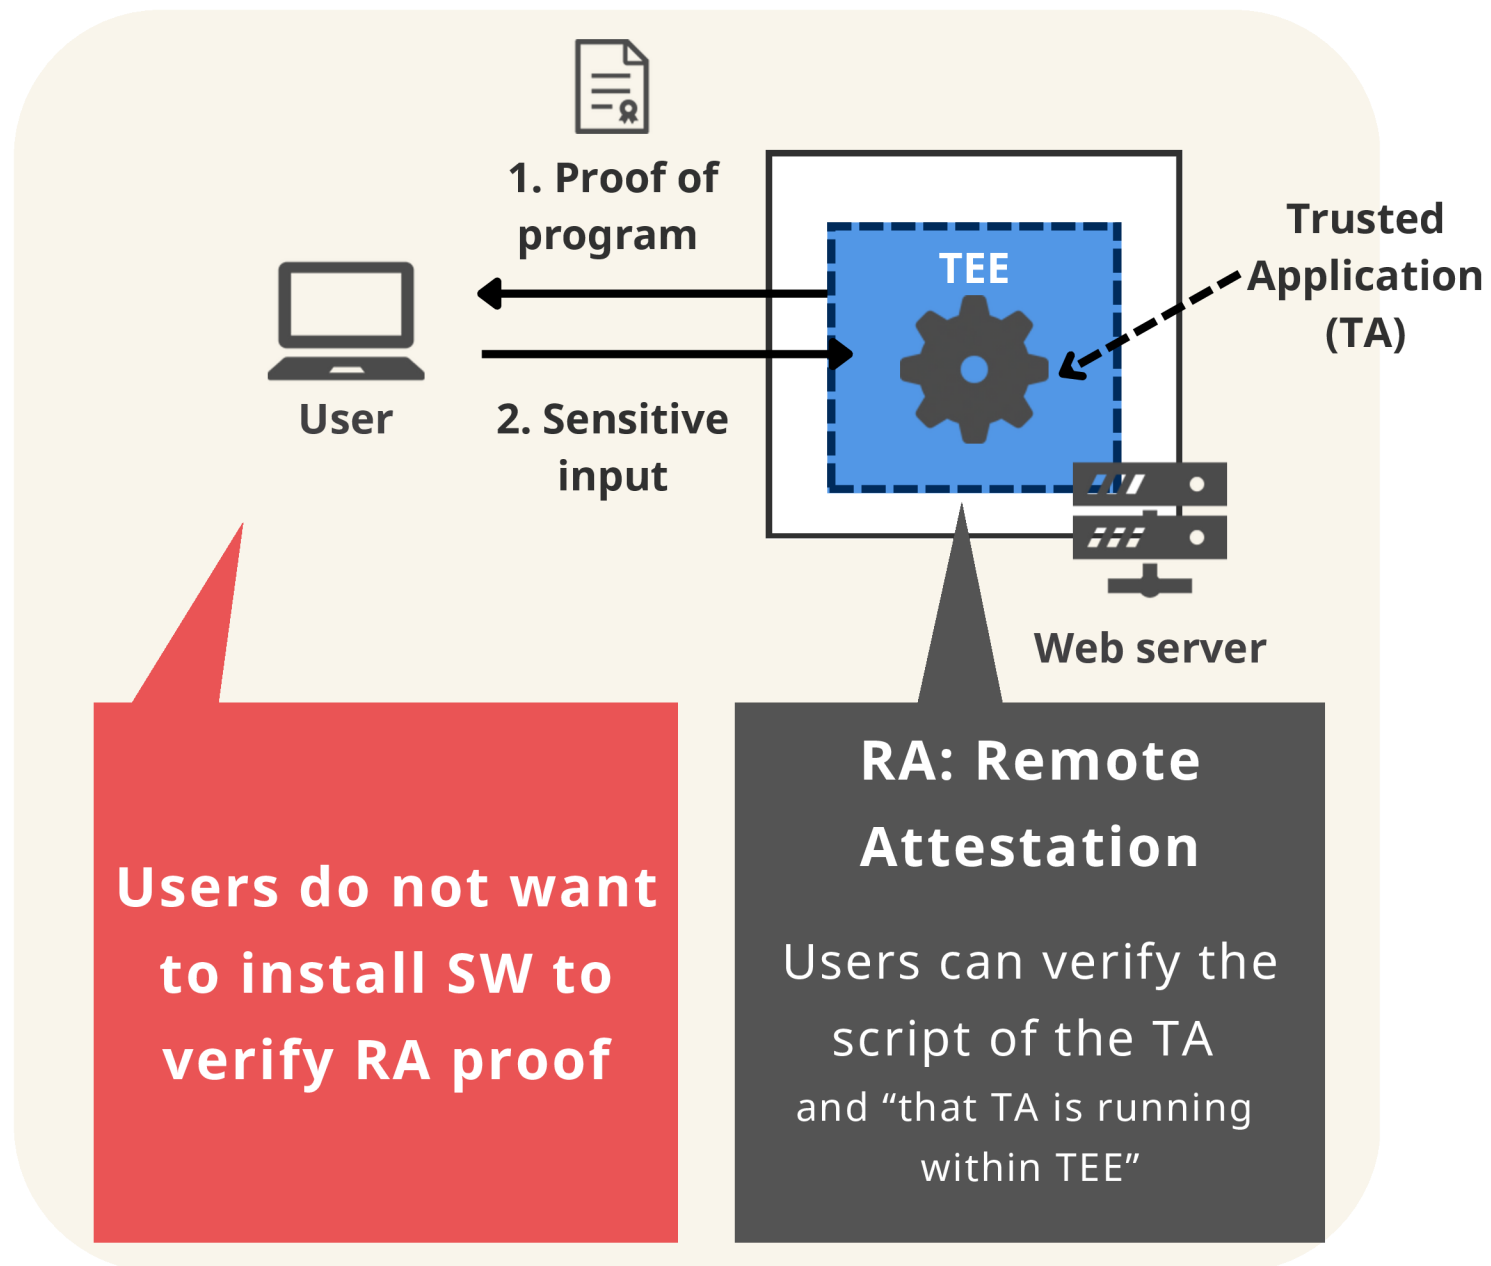 1. Proof of
program
TEE
Trusted
Application
(TA)
User
2. Sensitive
input
Web server
Users do not want
to install SW to
verify RA proof
RA: Remote
Attestation
Users can verify the
script of the TA
and “that TA is running
within TEE”